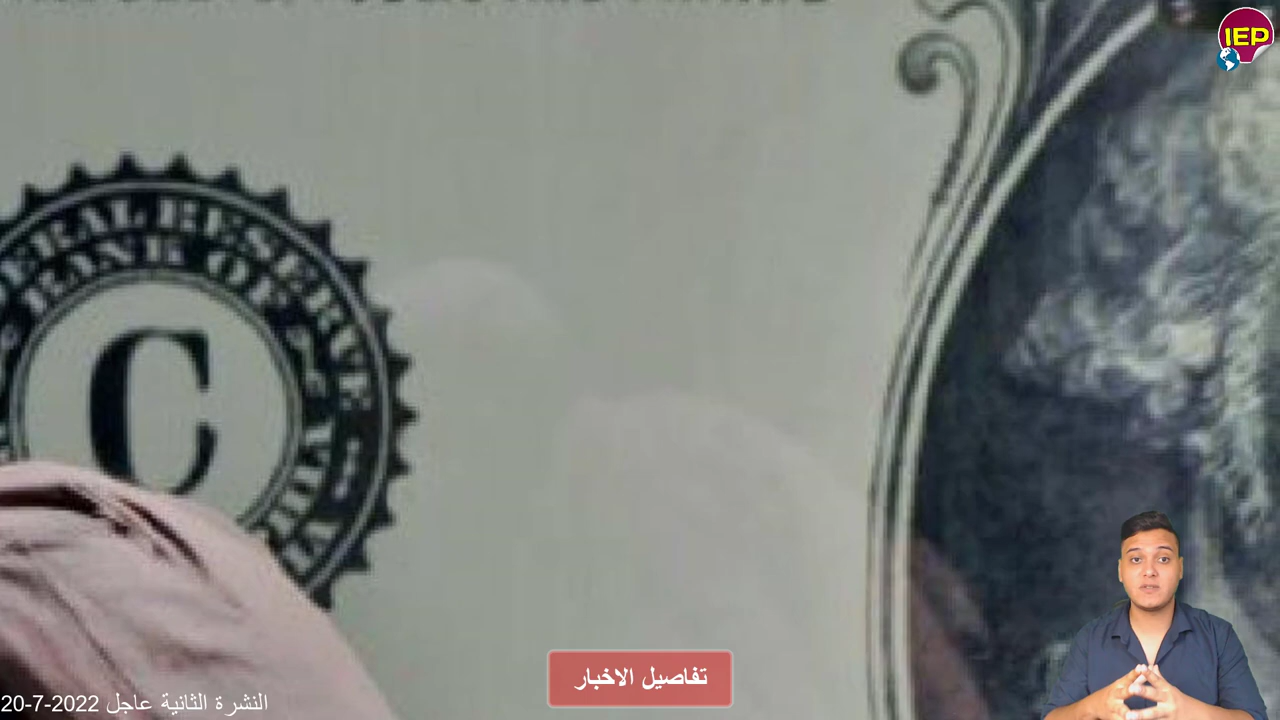 IEP
FEDERAL RESERVE
BANK OF
C
تفاصيل الاخبار
النشرة الثانية عاجل 2022-7-20